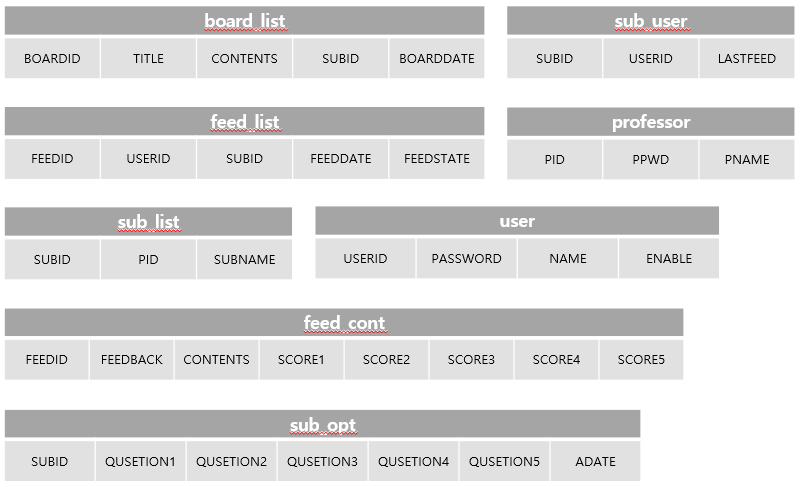 board_list sub_user
BOARDID TITLE CONTENTS SUBID BOARDDATE SUBID USERID LASTFEED
feed_list professor
FEEDID USERID SUBID FEEDDATE FEEDSTATE PID PPWD PNAME
sub_list user
SUBID PID SUBNAME USERID PASSWORD NAME ENABLE
feed_cont
FEEDID FEEDBACK CONTENTS SCORE1 SCORE2 SCORE3 SCORE4 SCORE5
sub_opt
SUBID QUSETION1 QUSETION2 QUSETION3 QUSETION4 QUSETION5 ADATE